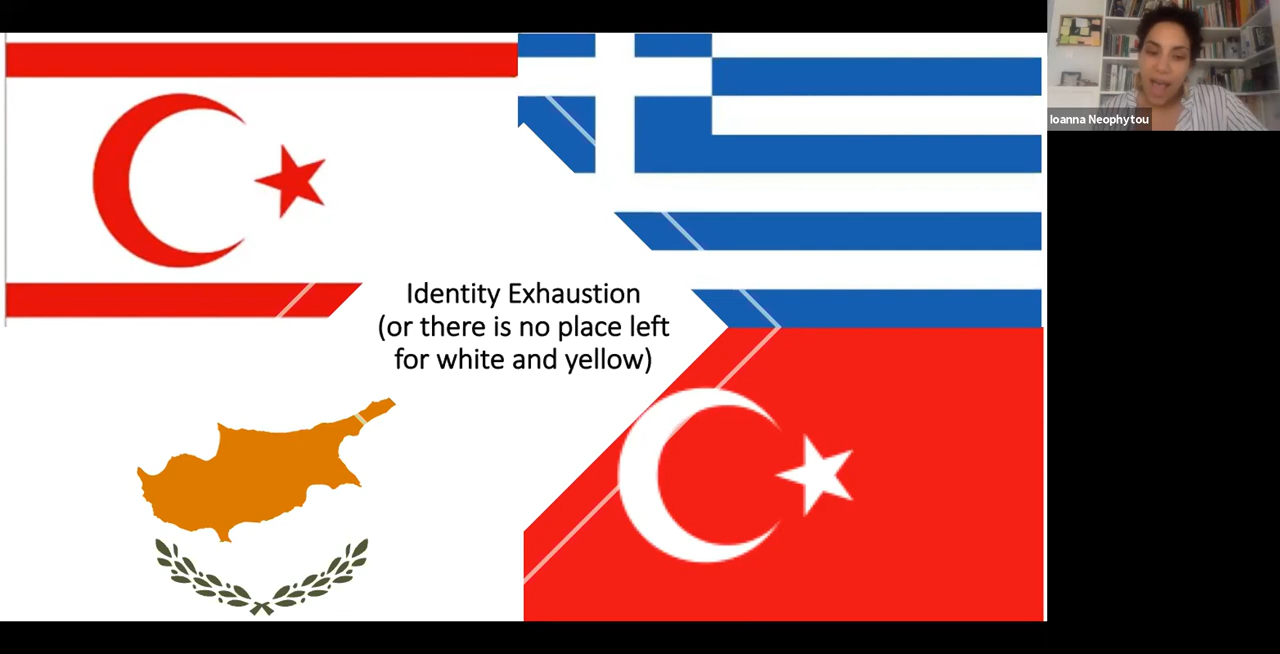 Ioanna Neophytou
Identity Exhaustion
(or there is no place left
for white and yellow)